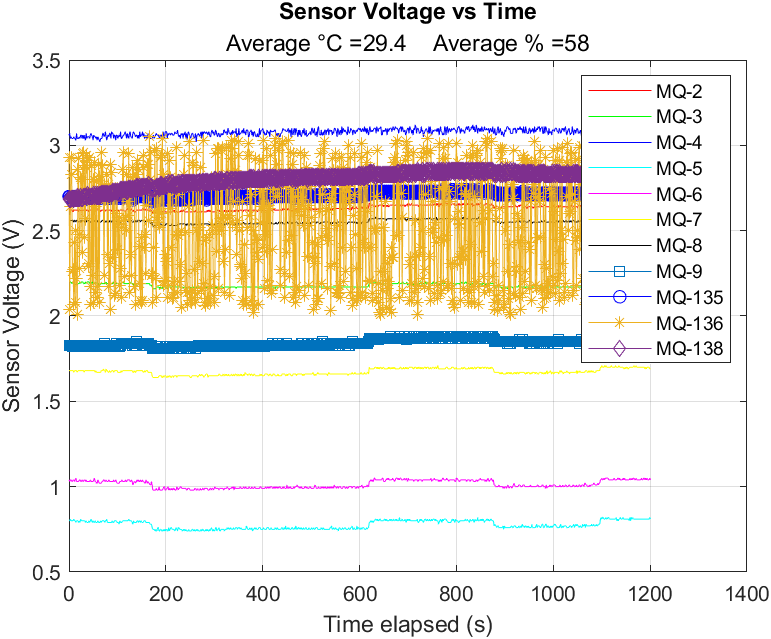 Sensor Voltage vs Time
Average °C =29.4 Average % =58
3.5
3
2.5
2
1.5
1
0.5
Sensor Voltage (V)
MQ-2
MQ-3
MQ-4
MQ-5
MQ-6
MQ-7
MQ-8
MQ-9
MQ-135
MQ-136
MQ-138
0 200 400 600 800 1000 1200 1400
Time elapsed (s)